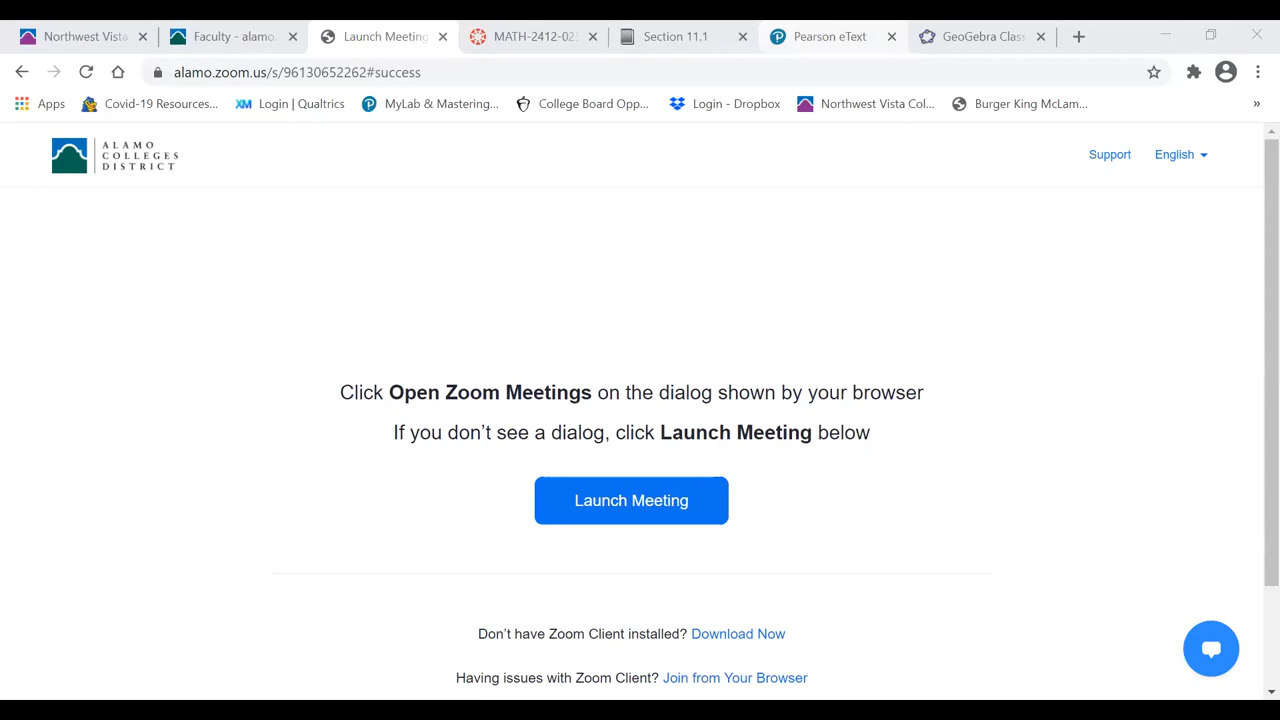 Northwest Vista
Faculty - alamo.
Launch Meeting
MATH-2412-025
Section 11.1
Pearson eText
GeoGebra Class
alamo.zoom.us/s/96130652262#success
Apps
Covid-19 Resources...
XM Login | Qualtrics
MyLab & Mastering...
College Board Opp...
Login - Dropbox
Northwest Vista Col...
Burger King McLam...
»
ALAMO
COLLEGES
DISTRICT
Support
English
Click Open Zoom Meetings on the dialog shown by your browser
If you don't see a dialog, click Launch Meeting below
Launch Meeting
Don't have Zoom Client installed? Download Now
Having issues with Zoom Client? Join from Your Browser